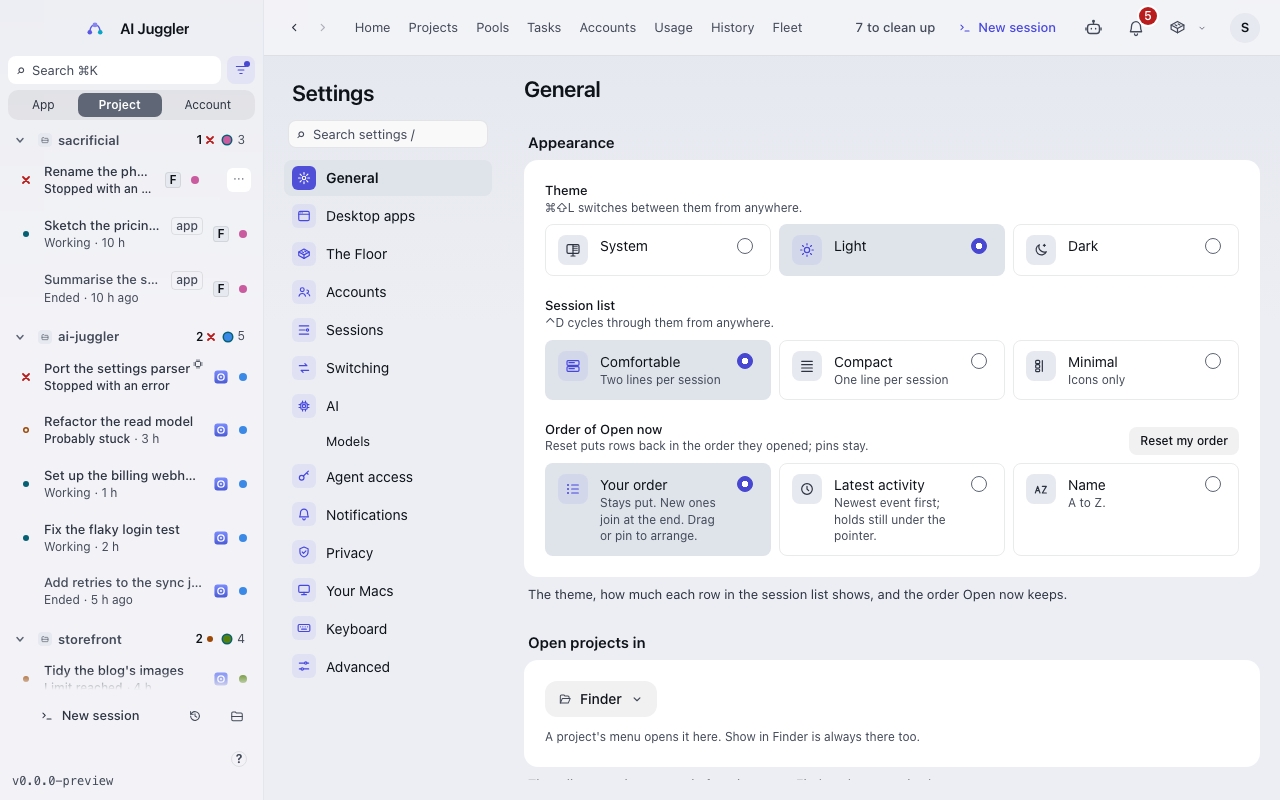 AI Juggler
Search ⌘K
App
Project
Account
sacrificial
1
3
Rename the ph...
Stopped with an ...
F
Sketch the pricin...
app
Working · 10 h
F
Summarise the s...
app
Ended · 10 h ago
F
ai-juggler
2
5
Port the settings parser
Stopped with an error
Refactor the read model
Probably stuck · 3 h
Set up the billing webh...
Working · 1 h
Fix the flaky login test
Working · 2 h
Add retries to the sync j...
Ended · 5 h ago
storefront
2
4
Tidy the blog's images
Limit reached · 4 h
New session
?
v0.0.0-preview
Home
Projects
Pools
Tasks
Accounts
Usage
History
Fleet
7 to clean up
New session
5
S
Settings
Search settings /
General
Desktop apps
The Floor
Accounts
Sessions
Switching
AI
Models
Agent access
Notifications
Privacy
Your Macs
Keyboard
Advanced
General
Appearance
Theme
⌘⇧L switches between them from anywhere.
System
Light
Dark
Session list
^D cycles through them from anywhere.
Comfortable
Two lines per session
Compact
One line per session
Minimal
Icons only
Order of Open now
Reset puts rows back in the order they opened; pins stay.
Reset my order
Your order
Stays put. New ones
join at the end. Drag
or pin to arrange.
Latest activity
Newest event first;
holds still under the
pointer.
AZ
Name
A to Z.
The theme, how much each row in the session list shows, and the order Open now keeps.
Open projects in
Finder
A project's menu opens it here. Show in Finder is always there too.